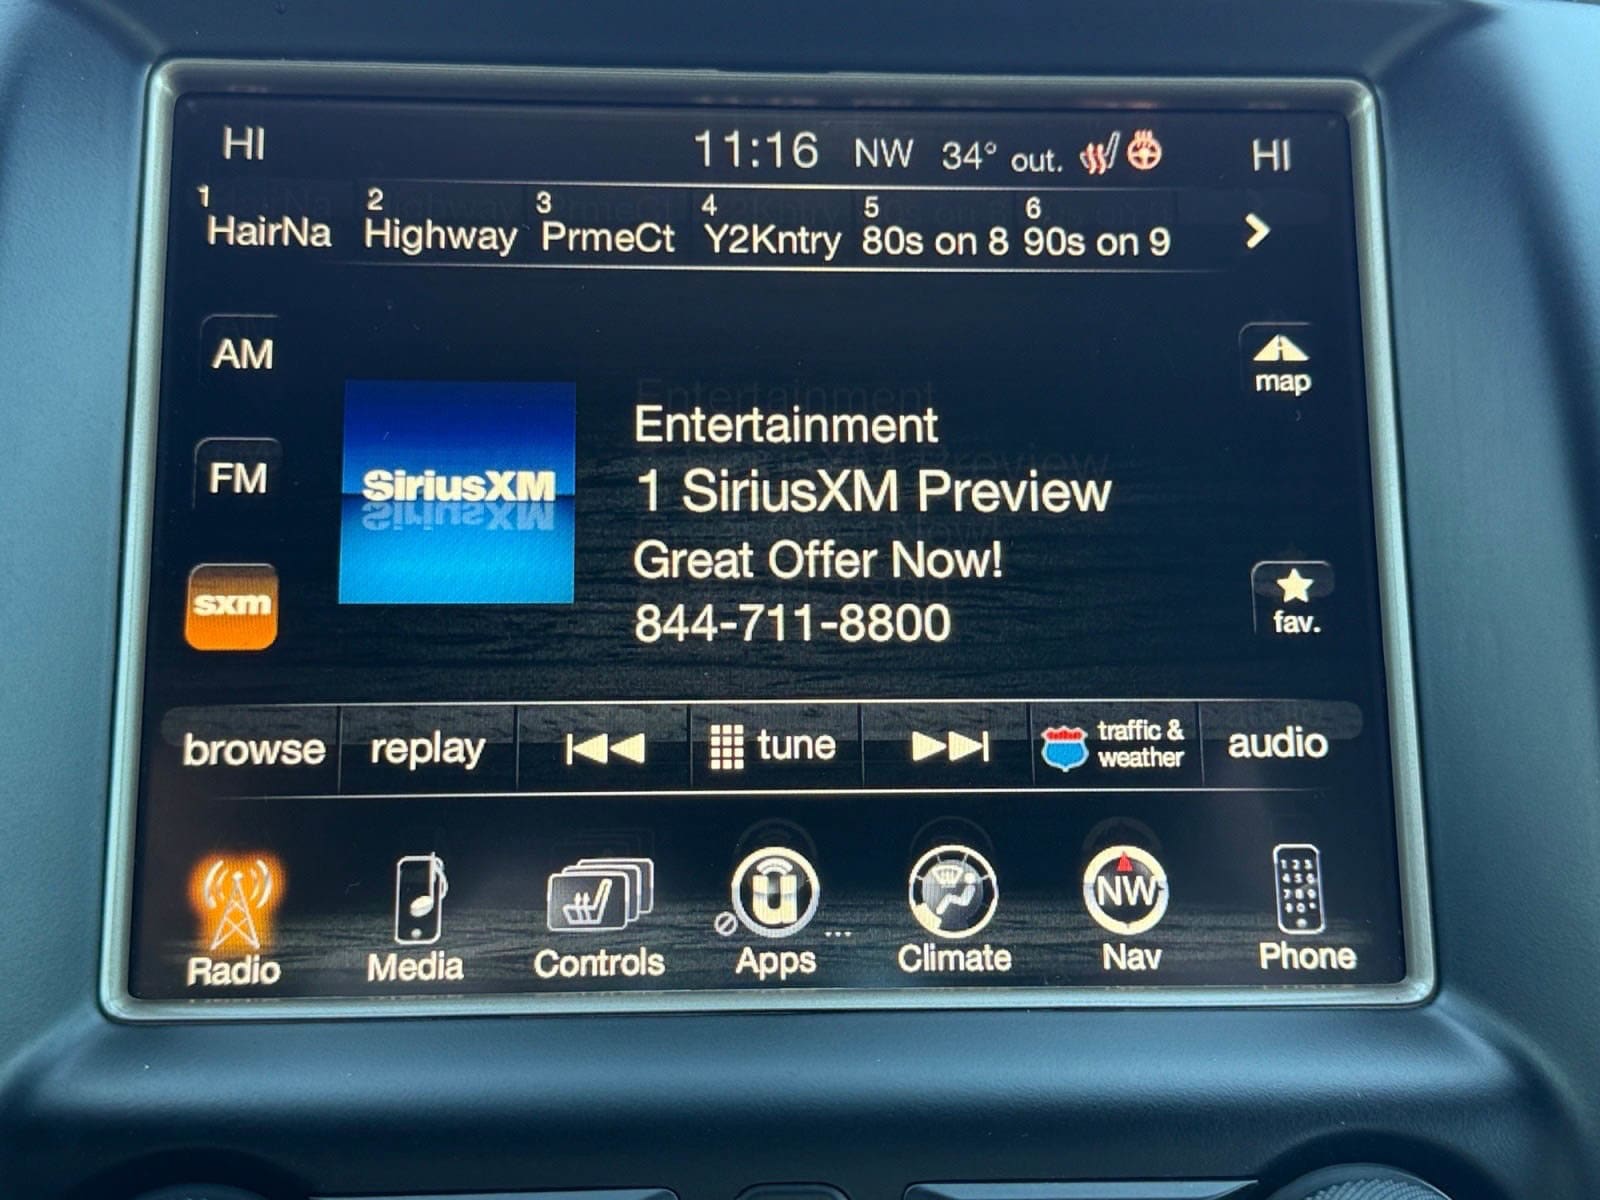 HI 11:16 NW 34° out. HI
1 HairNa 2 Highway 3 PrmeCt 4 Y2Kntry 5 80s on 8 6 90s on 9
AM
map
Entertainment
SiriusXM
1 SiriusXM Preview
FM
Great Offer Now!
sxm
fav.
844-711-8800
browse replay tune traffic & weather audio
u NW
Radio Media Controls Apps ... Climate Nav Phone